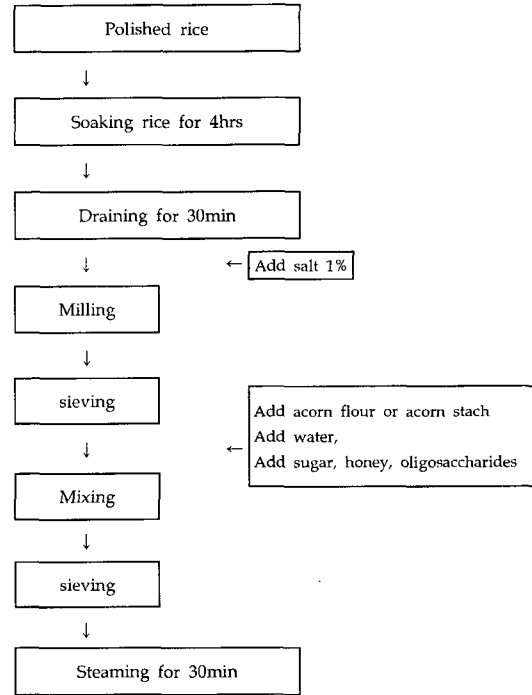 Polished rice
↓
Soaking rice for 4hrs
↓
Draining for 30min
↓
← Add salt 1%
Milling
↓
sieving
↓
← Add acorn flour or acorn stach
Add water,
Add sugar, honey, oligosaccharides
Mixing
↓
sieving
↓
Steaming for 30min